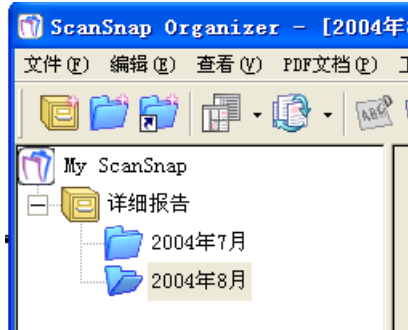 ScanSnap Organizer - [2004年
文件(F) 编辑(E) 查看(V) PDF文档(P)
ABC
My ScanSnap
详细报告
2004年7月
2004年8月